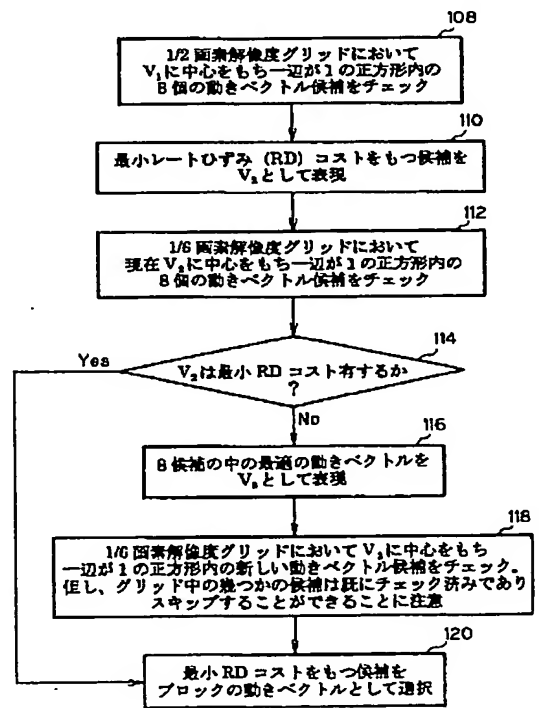 108
1/2 画素解像度グリッドにおいて
V₁に中心をもち一辺が1の正方形内の
8個の動きベクトル候補をチェック
110
最小レートひずみ (RD) コストをもつ候補を
V₂として表現
112
1/6 画素解像度グリッドにおいて
現在V₂に中心をもち一辺が1の正方形内の
8個の動きベクトル候補をチェック
114
V₂は最小 RD コスト有するか
?
Yes
No
116
8候補の中の最適の動きベクトルを
V₃として表現
118
1/6 画素解像度グリッドにおいて V₃に中心をもち
一辺が1の正方形内の新しい動きベクトル候補をチェック。
但し、グリッド中の幾つかの候補は既にチェック済みであり
スキップすることができることに注意
120
最小 RD コストをもつ候補を
ブロックの動きベクトルとして選択